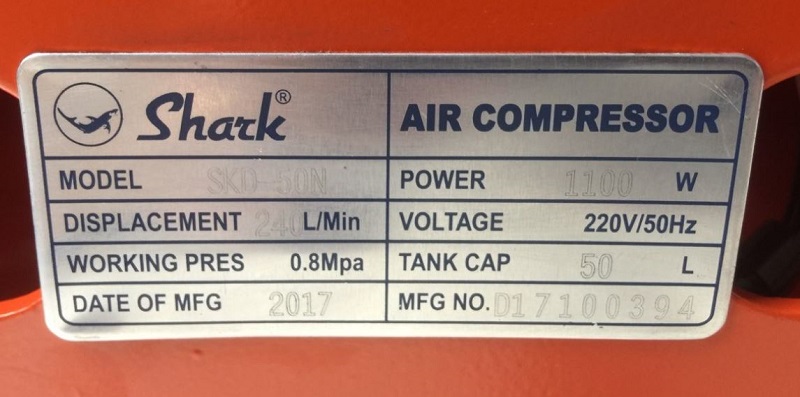 Shark® AIR COMPRESSOR
MODEL SKD-50N POWER 1100 W
DISPLACEMENT 240 L/Min VOLTAGE 220V/50Hz
WORKING PRES 0.8Mpa TANK CAP 50 L
DATE OF MFG 2017 MFG NO. D17100394